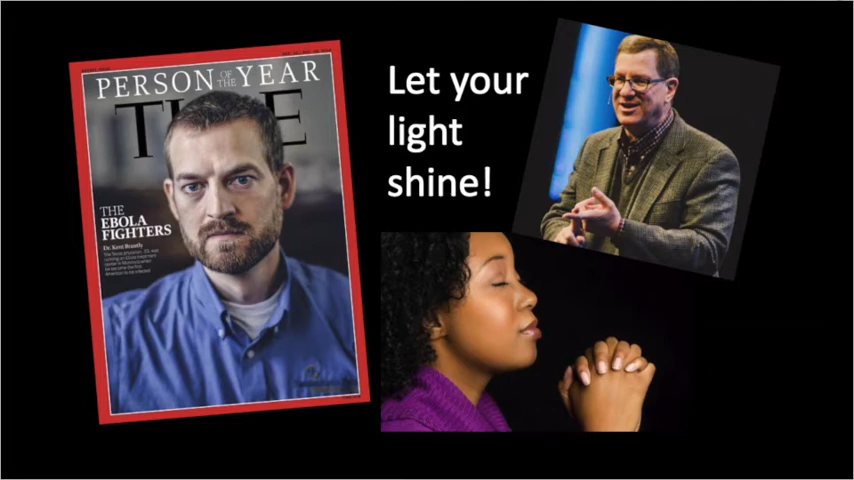 PERSON OF THE YEAR
TIME
THE
EBOLA
FIGHTERS
Dr. Kent Brantly
Let your
light
shine!